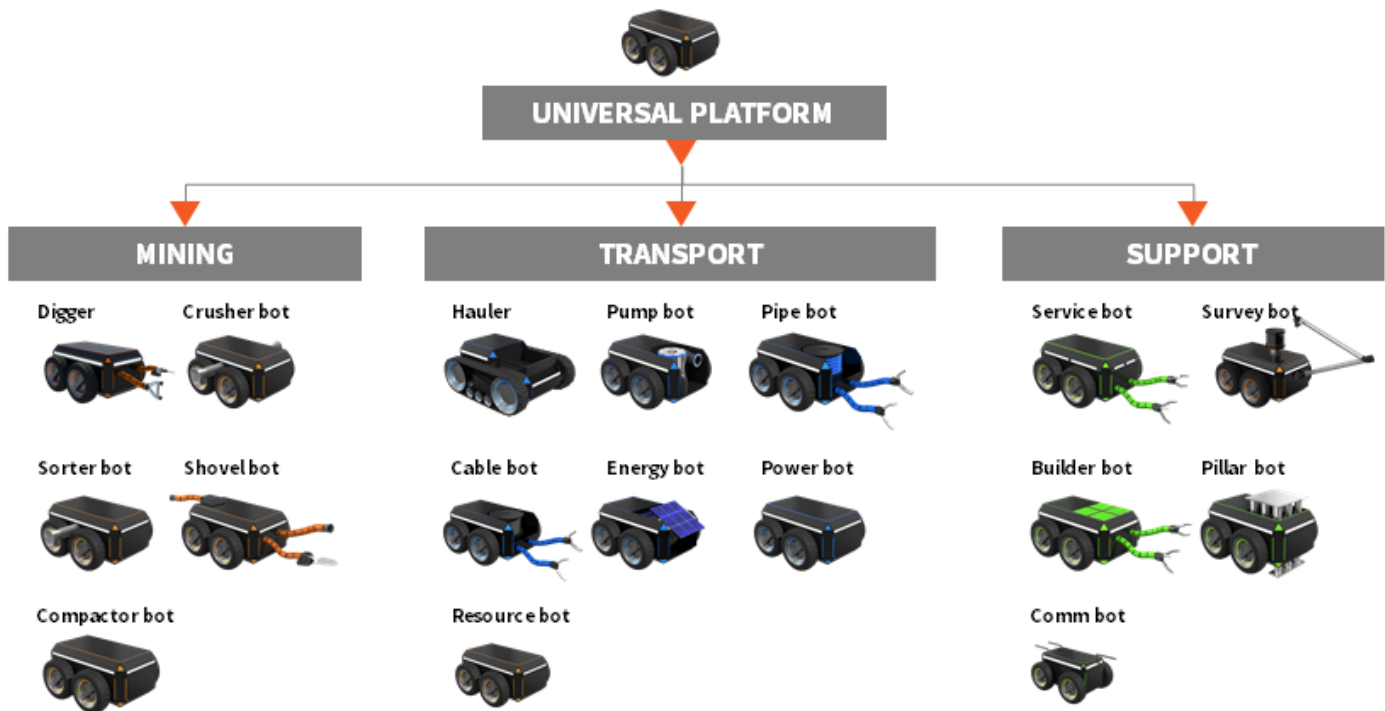 UNIVERSAL PLATFORM
MINING
TRANSPORT
SUPPORT
Digger
Crusher bot
Hauler
Pump bot
Pipe bot
Service bot
Survey bot
Sorter bot
Shovel bot
Cable bot
Energy bot
Power bot
Builder bot
Pillar bot
Compactor bot
Resource bot
Comm bot